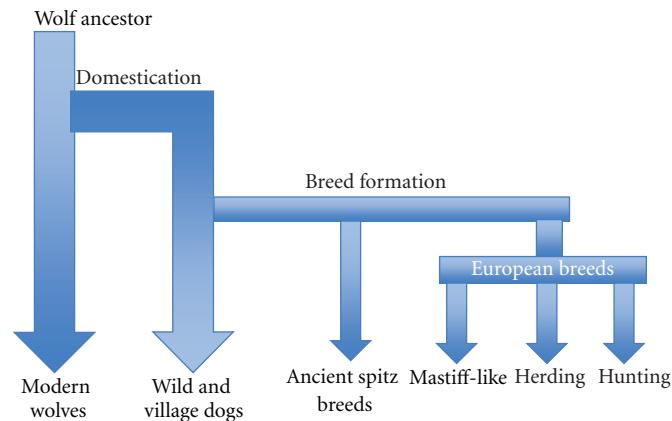 Wolf ancestor
Domestication
Breed formation
European breeds
Modern
wolves
Wild and
village dogs
Ancient spitz
breeds
Mastiff-like
Herding
Hunting